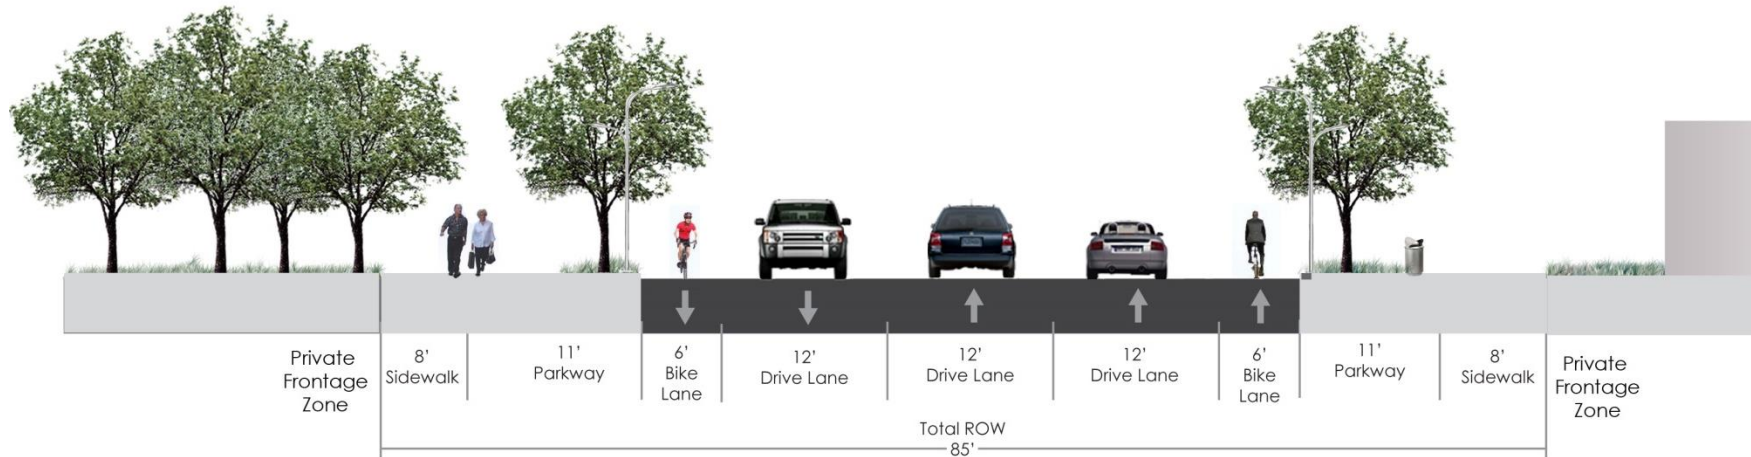 Private
Frontage
Zone
8'
Sidewalk
11'
Parkway
6'
Bike
Lane
12'
Drive Lane
12'
Drive Lane
12'
Drive Lane
6'
Bike
Lane
11'
Parkway
8'
Sidewalk
Private
Frontage
Zone
Total ROW
85'